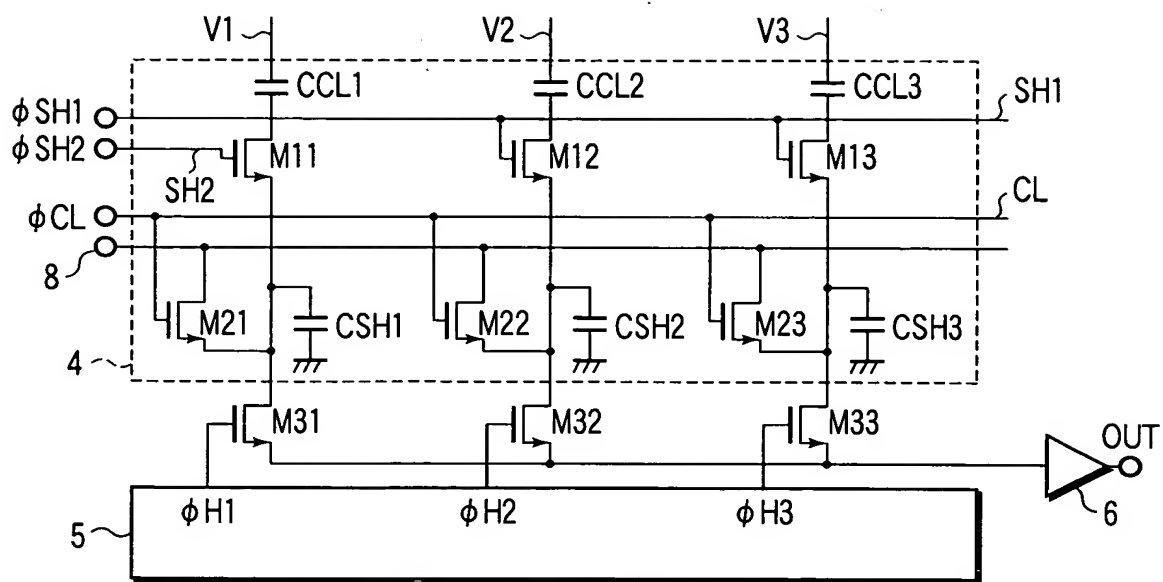 V1 V2 V3
CCL1 CCL2 CCL3
ϕSH1 SH1
ϕSH2 M11 M12 M13
SH2
ϕCL CL
8
M21 CSH1 M22 CSH2 M23 CSH3
4
M31 M32 M33
OUT
ϕH1 ϕH2 ϕH3 6
5